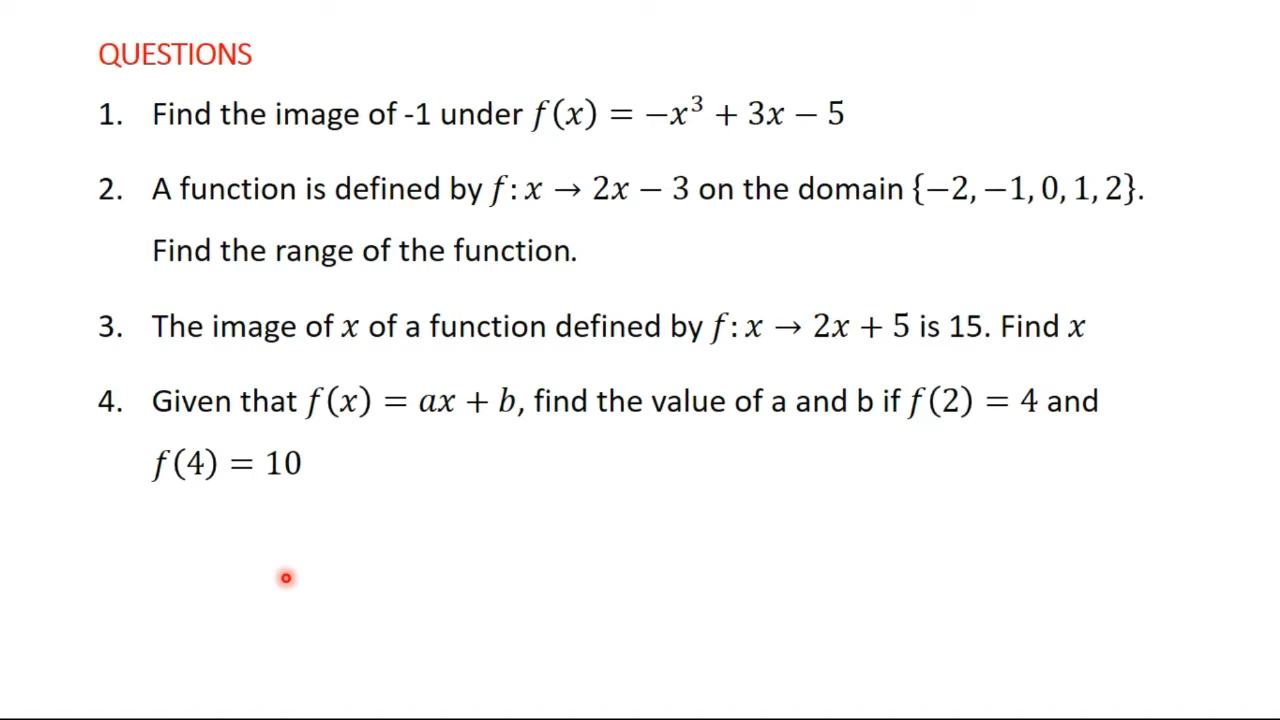 QUESTIONS
1. Find the image of -1 under f(x) = −x³ + 3x − 5
2. A function is defined by f: x → 2x − 3 on the domain {−2, −1, 0, 1, 2}.
Find the range of the function.
3. The image of x of a function defined by f: x → 2x + 5 is 15. Find x
4. Given that f(x) = ax + b, find the value of a and b if f(2) = 4 and
f(4) = 10